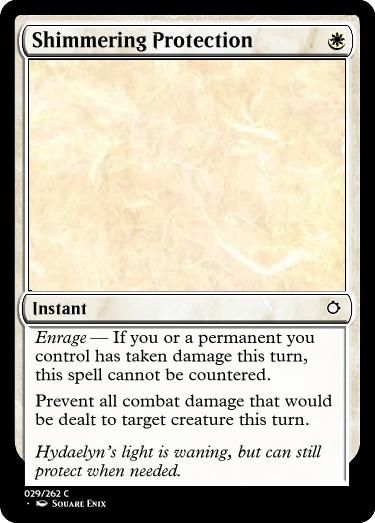 Shimmering Protection
Instant
Enrage — If you or a permanent you
control has taken damage this turn,
this spell cannot be countered.
Prevent all combat damage that would
be dealt to target creature this turn.
Hydaelyn's light is waning, but can still
protect when needed.
029/262 C
· Square Enix